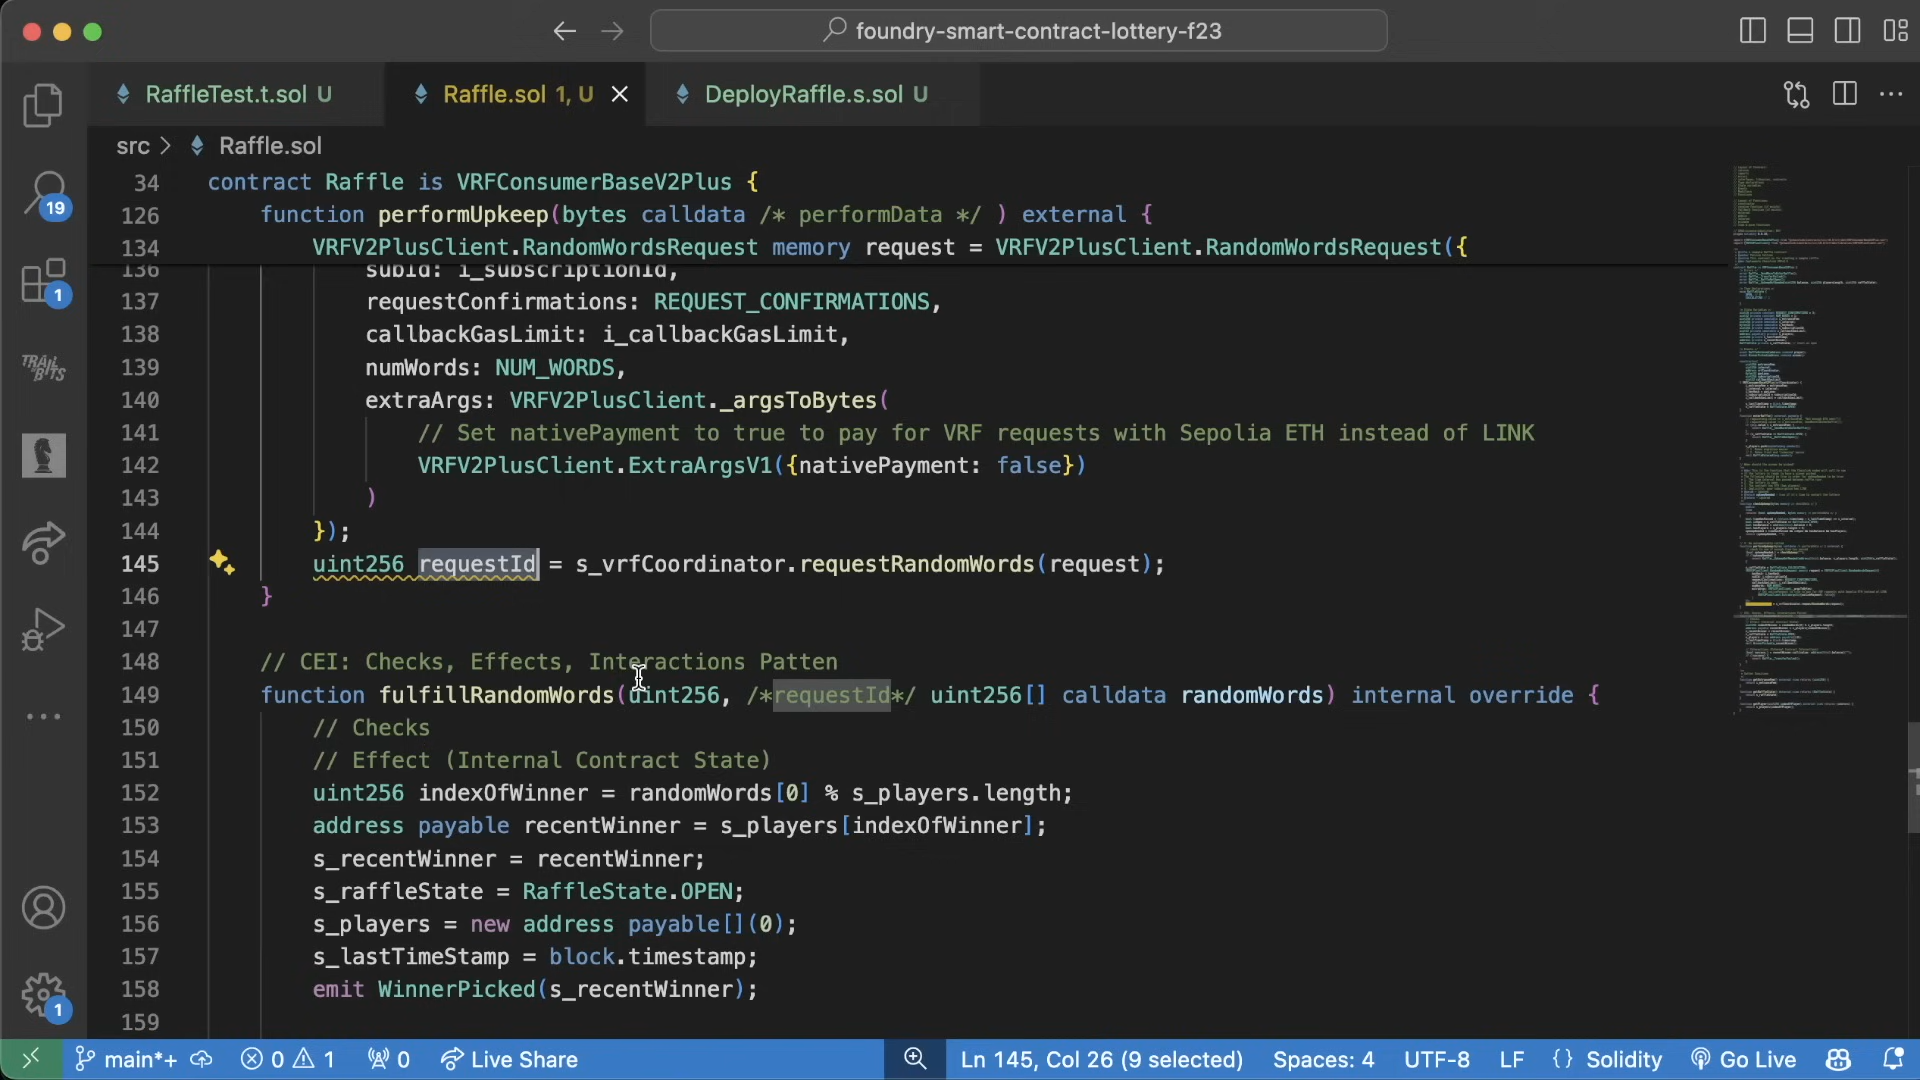 foundry-smart-contract-lottery-f23
RaffleTest.t.sol U
Raffle.sol 1, U
DeployRaffle.s.sol U
src > Raffle.sol
34 contract Raffle is VRFConsumerBaseV2Plus {
126 function performUpkeep(bytes calldata /* performData */ ) external {
134 VRFV2PlusClient.RandomWordsRequest memory request = VRFV2PlusClient.RandomWordsRequest({
136 subId: i_subscriptionId,
137 requestConfirmations: REQUEST_CONFIRMATIONS,
138 callbackGasLimit: i_callbackGasLimit,
139 numWords: NUM_WORDS,
140 extraArgs: VRFV2PlusClient._argsToBytes(
141 // Set nativePayment to true to pay for VRF requests with Sepolia ETH instead of LINK
142 VRFV2PlusClient.ExtraArgsV1({nativePayment: false})
143 )
144 });
145 uint256 requestId = s_vrfCoordinator.requestRandomWords(request);
146 }
147
148 // CEI: Checks, Effects, Interactions Patten
149 function fulfillRandomWords(uint256, /*requestId*/ uint256[] calldata randomWords) internal override {
150 // Checks
151 // Effect (Internal Contract State)
152 uint256 indexOfWinner = randomWords[0] % s_players.length;
153 address payable recentWinner = s_players[indexOfWinner];
154 s_recentWinner = recentWinner;
155 s_raffleState = RaffleState.OPEN;
156 s_players = new address payable[](0);
157 s_lastTimeStamp = block.timestamp;
158 emit WinnerPicked(s_recentWinner);
159
19
1
TRAIL OF BITS
1
main*+ 0 1 0 Live Share Ln 145, Col 26 (9 selected) Spaces: 4 UTF-8 LF {} Solidity Go Live